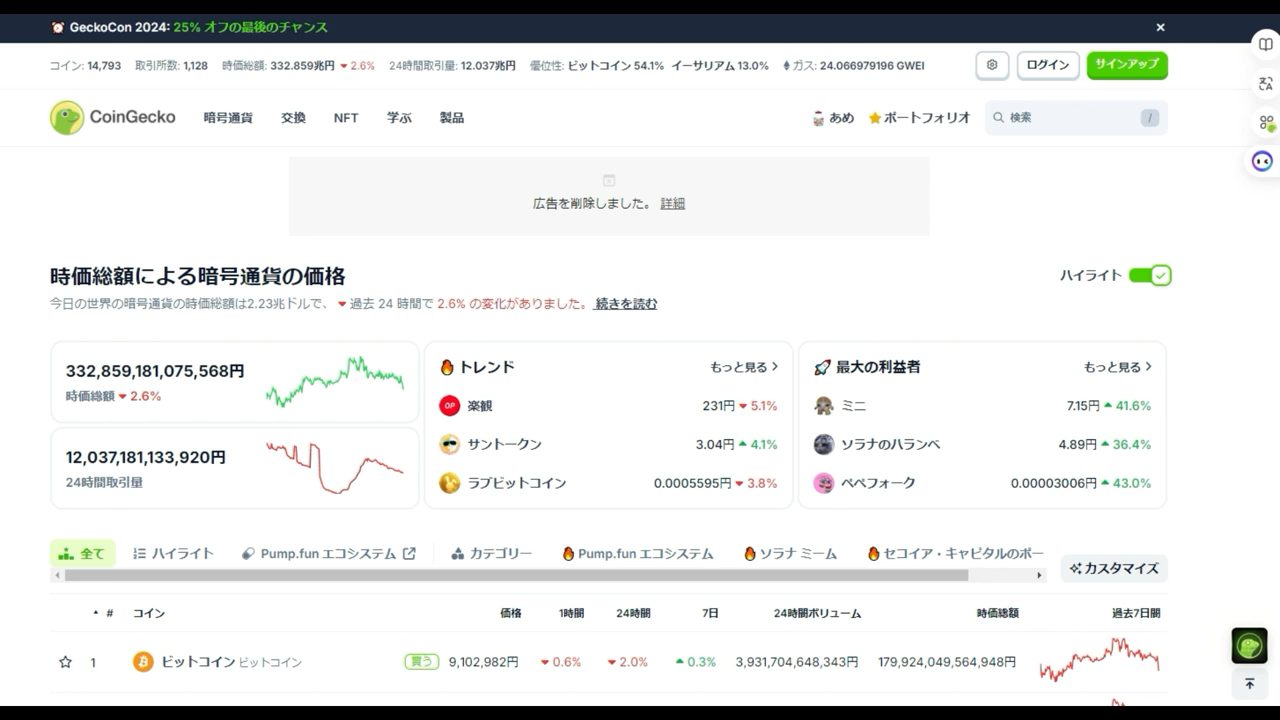 GeckoCon 2024: 25% オフの最後のチャンス
コイン: 14,793 取引所数: 1,128 時価総額: 332.859兆円 2.6% 24時間取引量: 12.037兆円 優位性: ビットコイン 54.1% イーサリアム 13.0% ガス: 24.066979196 GWEI
ログイン
サインアップ
CoinGecko
暗号通貨 交換 NFT 学ぶ 製品
あめ ポートフォリオ 検索 /
広告を削除しました。 詳細
時価総額による暗号通貨の価格
ハイライト
今日の世界の暗号通貨の時価総額は2.23兆ドルで、 過去 24 時間で 2.6% の変化がありました。 続きを読む
332,859,181,075,568円
時価総額 2.6%
12,037,181,133,920円
24時間取引量
トレンド もっと見る
OP 楽観 231円 5.1%
サントークン 3.04円 4.1%
ラブビットコイン 0.0005595円 3.8%
最大の利益者 もっと見る
ミニ 7.15円 41.6%
ソラナのハランベ 4.89円 36.4%
ペペフォーク 0.00003006円 43.0%
全て ハイライト Pump.fun エコシステム カテゴリー Pump.fun エコシステム ソラナ ミーム セコイア・キャピタルのポー
カスタマイズ
# コイン 価格 1時間 24時間 7日 24時間ボリューム 時価総額 過去7日間
1 ビットコイン ビットコイン 買う 9,102,982円 0.6% 2.0% 0.3% 3,931,704,648,343円 179,924,049,564,948円